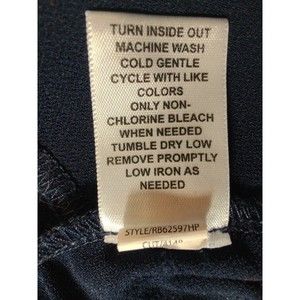 TURN INSIDE OUT
MACHINE WASH
COLD GENTLE
CYCLE WITH LIKE
COLORS
ONLY NON-
CHLORINE BLEACH
WHEN NEEDED
TUMBLE DRY LOW
REMOVE PROMPTLY
LOW IRON AS
NEEDED
STYLE/RB62597HP